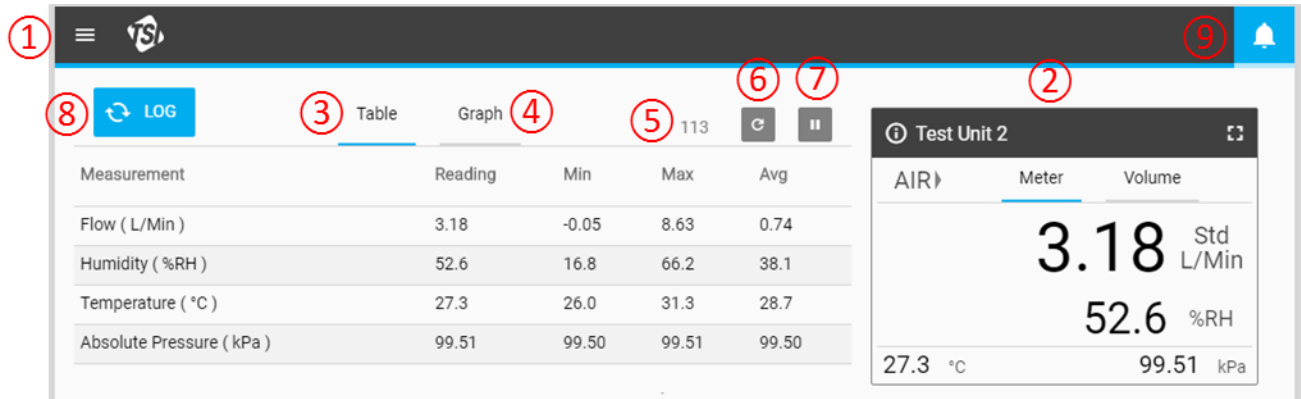 1 TSI 9
8 LOG 3 Table Graph 4 5 113 6 7 2
Test Unit 2
Measurement Reading Min Max Avg
AIR Meter Volume
Flow ( L/Min ) 3.18 -0.05 8.63 0.74
3.18 Std L/Min
Humidity ( %RH ) 52.6 16.8 66.2 38.1
Temperature ( °C ) 27.3 26.0 31.3 28.7
52.6 %RH
Absolute Pressure ( kPa ) 99.51 99.50 99.51 99.50
27.3 °C 99.51 kPa